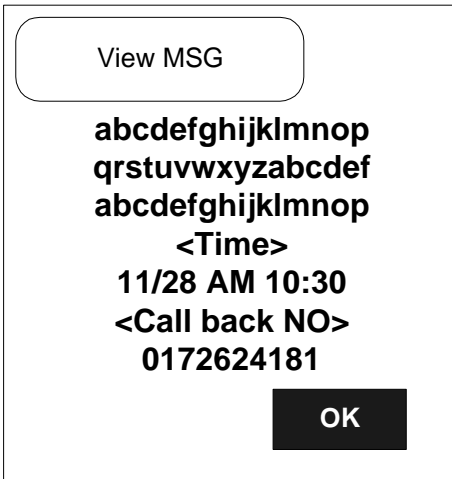 View MSG
abcdefghijklmnop
qrstuvwxyzabcdef
abcdefghijklmnop
<Time>
11/28 AM 10:30
<Call back NO>
0172624181
OK